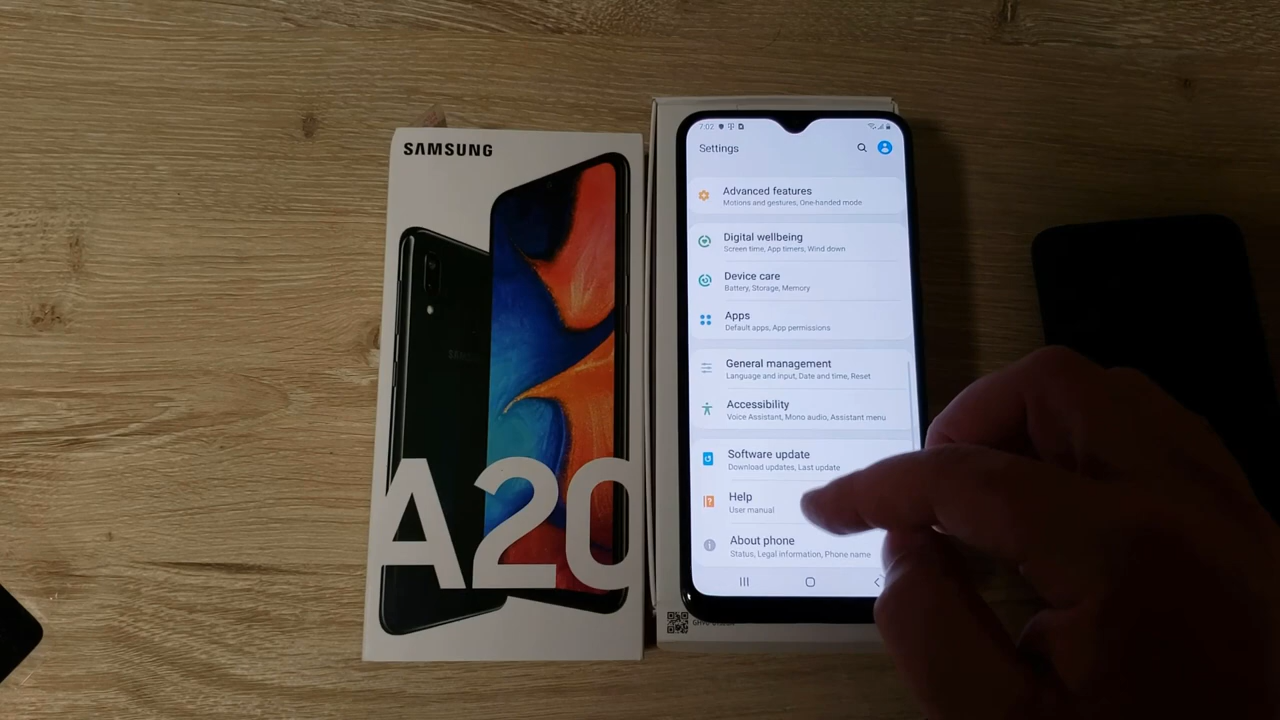 SAMSUNG
A20
7:02
Settings
Advanced features
Motions and gestures, One-handed mode
Digital wellbeing
Screen time, App timers, Wind down
Device care
Battery, Storage, Memory
Apps
Default apps, App permissions
General management
Language and input, Date and time, Reset
Accessibility
Voice Assistant, Mono audio, Assistant menu
Software update
Download updates, Last update
Help
User manual
About phone
Status, Legal information, Phone name